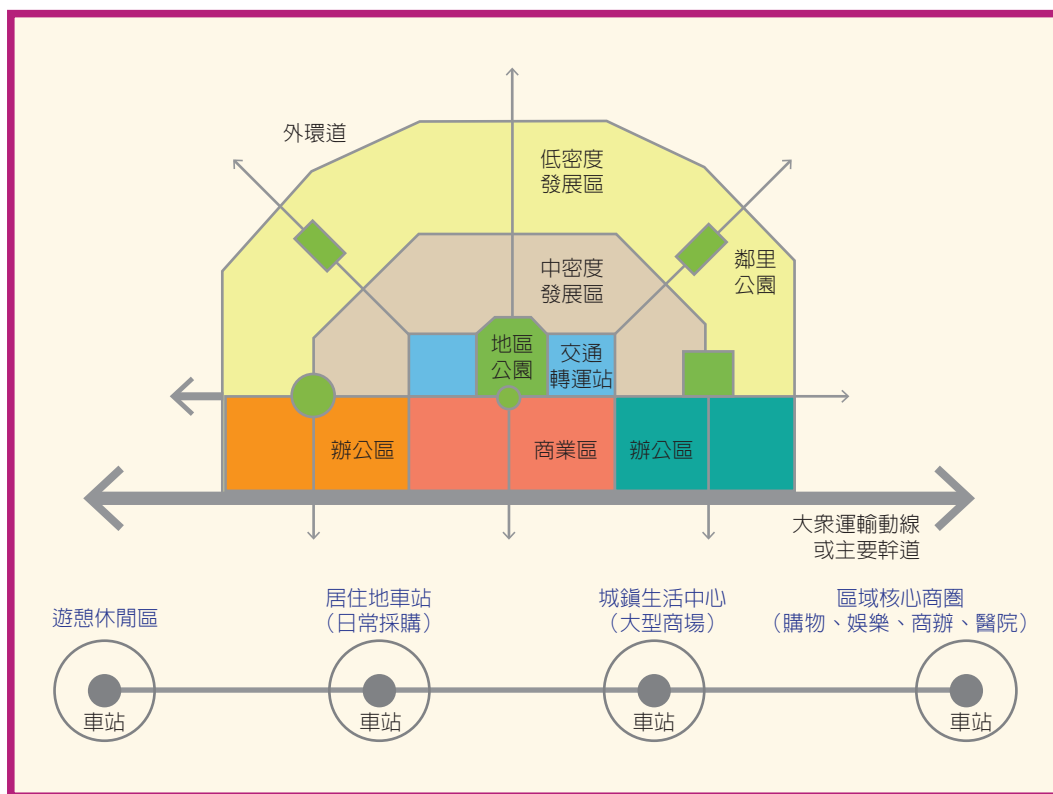 外環道
低密度
發展區
中密度
發展區
鄰里
公園
地區
公園
交通
轉運站
辦公區
商業區
辦公區
大眾運輸動線
或主要幹道
遊憩休閒區
居住地車站
（日常採購）
城鎮生活中心
（大型商場）
區域核心商圈
（購物、娛樂、商辦、醫院）
車站
車站
車站
車站